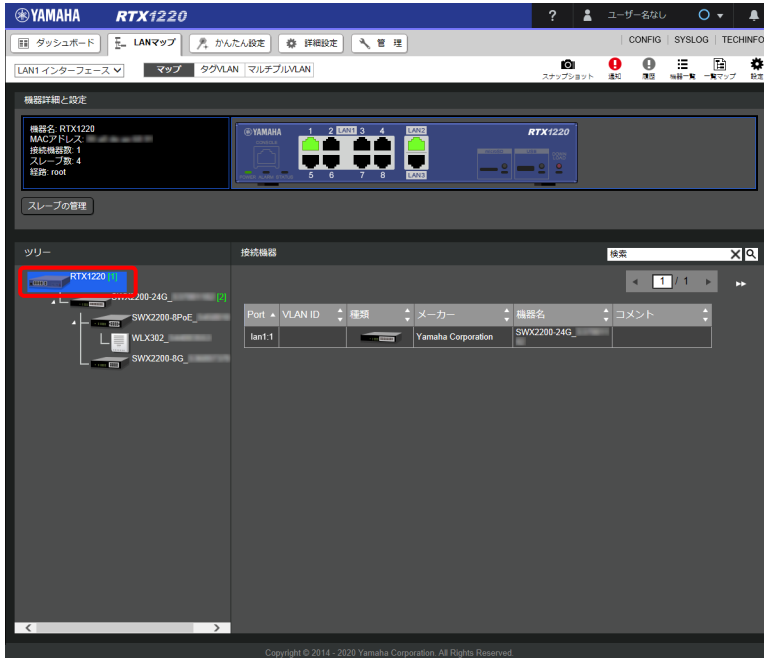 YAMAHA RTX1220 ? ユーザー名なし
ダッシュボード LANマップ かんたん設定 詳細設定 管 理 CONFIG SYSLOG TECHINFO
LAN1 インターフェース マップ タグVLAN マルチプルVLAN スナップショット 通知 履歴 機器一覧 一覧マップ 設定
機器詳細と設定
機器名: RTX1220
MACアドレス:
接続機器数: 1
スレーブ数: 4
経路: root
YAMAHA 1 2 LAN1 3 4 LAN2 RTX1220
CONSOLE
POWER ALARM STATUS 5 6 7 8 LAN3
スレーブの管理
ツリー 接続機器 検索
RTX1220 [1]
SWX2200-24G_ [2]
SWX2200-8PoE_
WLX302_
SWX2200-8G_
1 / 1
Port VLAN ID 種類 メーカー 機器名 コメント
lan1:1 Yamaha Corporation SWX2200-24G_
Copyright © 2014 - 2020 Yamaha Corporation. All Rights Reserved.